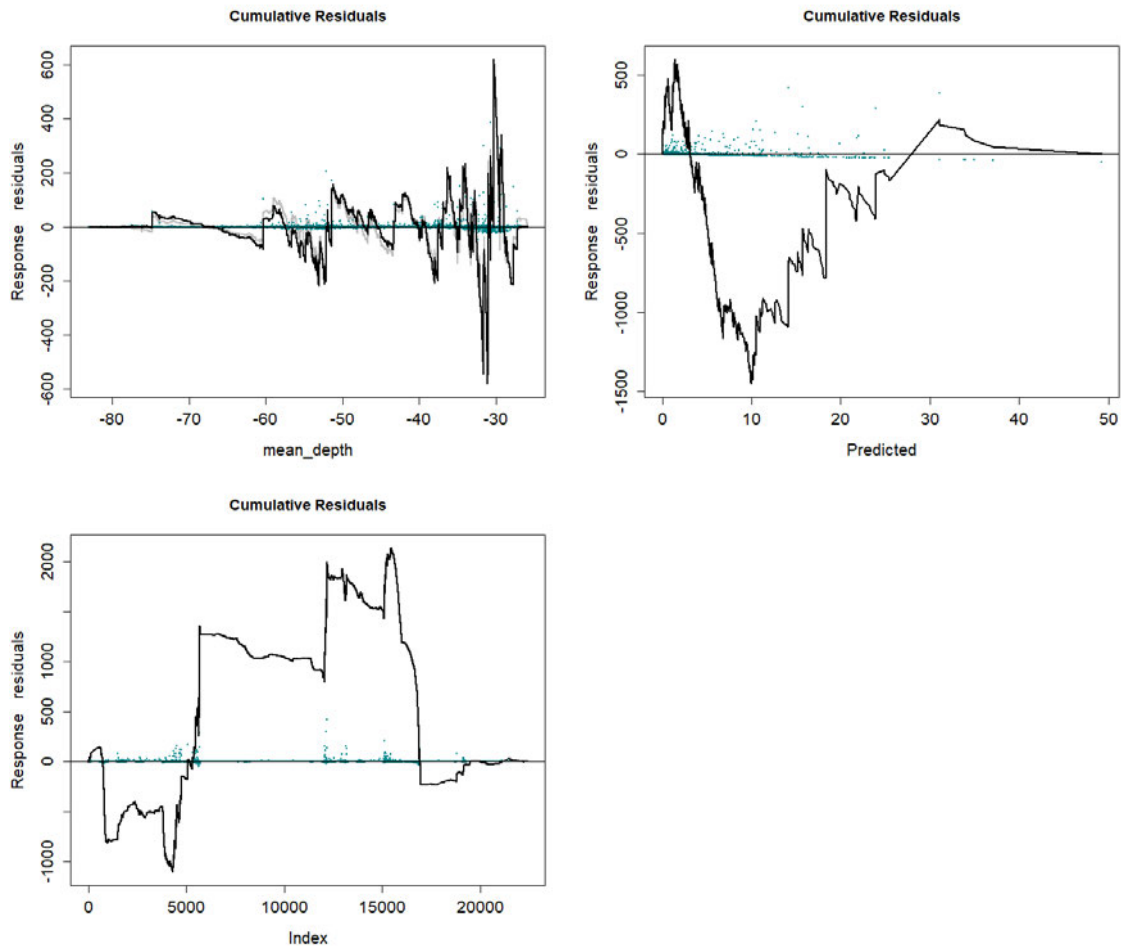 Cumulative Residuals
Response residuals
600
400
200
0
-200
-400
-600
-80 -70 -60 -50 -40 -30
mean_depth
Cumulative Residuals
Response residuals
500
0
-500
-1000
-1500
0 10 20 30 40 50
Predicted
Cumulative Residuals
Response residuals
2000
1000
500
0
-1000
0 5000 10000 15000 20000
Index